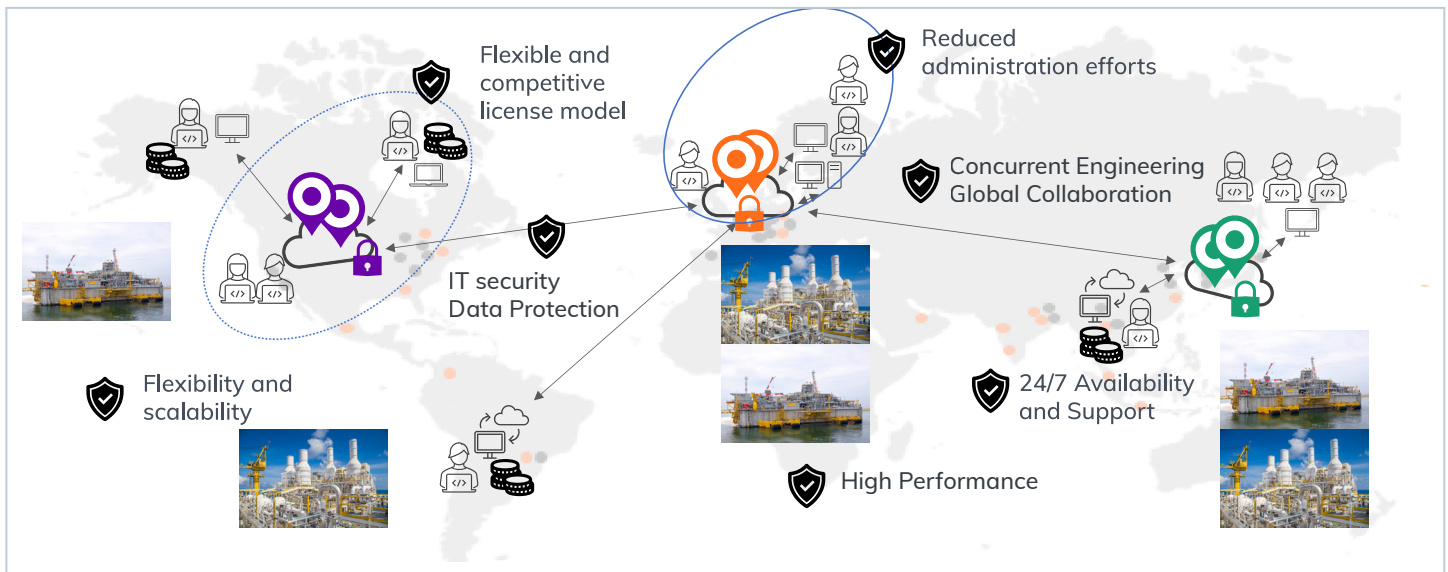 Flexible and
competitive
license model
Reduced
administration efforts
Concurrent Engineering
Global Collaboration
IT security
Data Protection
Flexibility and
scalability
24/7 Availability
and Support
High Performance